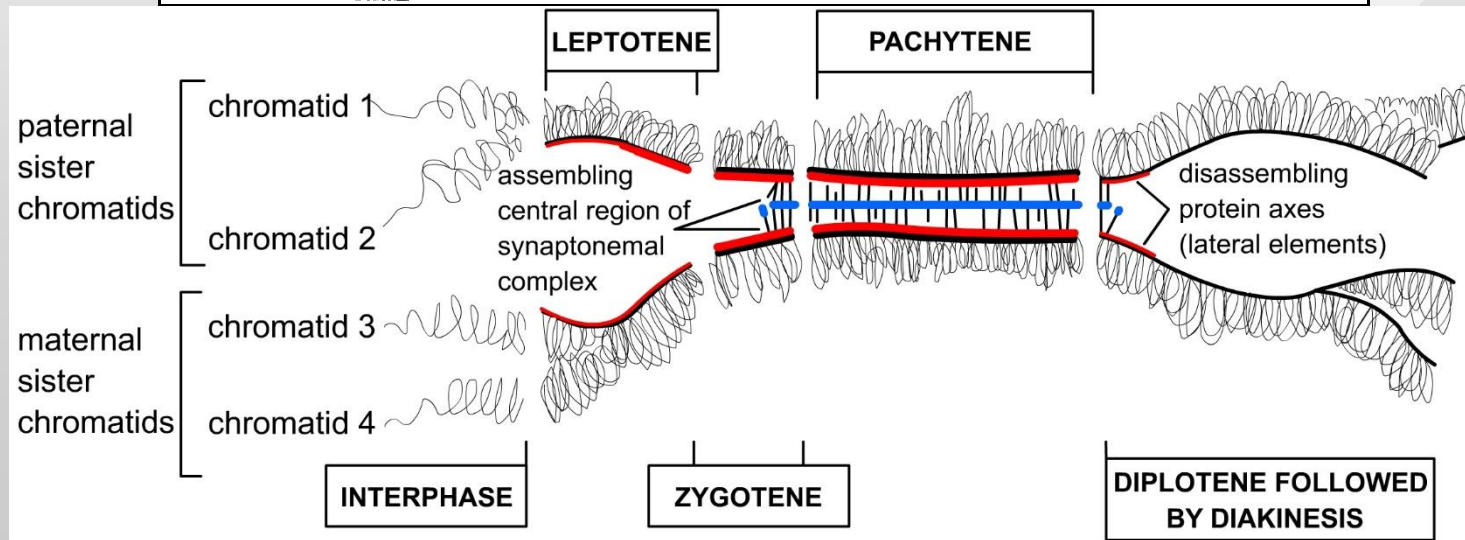 LEPTOTENE
PACHYTENE
paternal
sister
chromatids
chromatid 1
chromatid 2
assembling
central region of
synaptonemal
complex
disassembling
protein axes
(lateral elements)
maternal
sister
chromatids
chromatid 3
chromatid 4
INTERPHASE
ZYGOTENE
DIPLOTENE FOLLOWED
BY DIAKINESIS